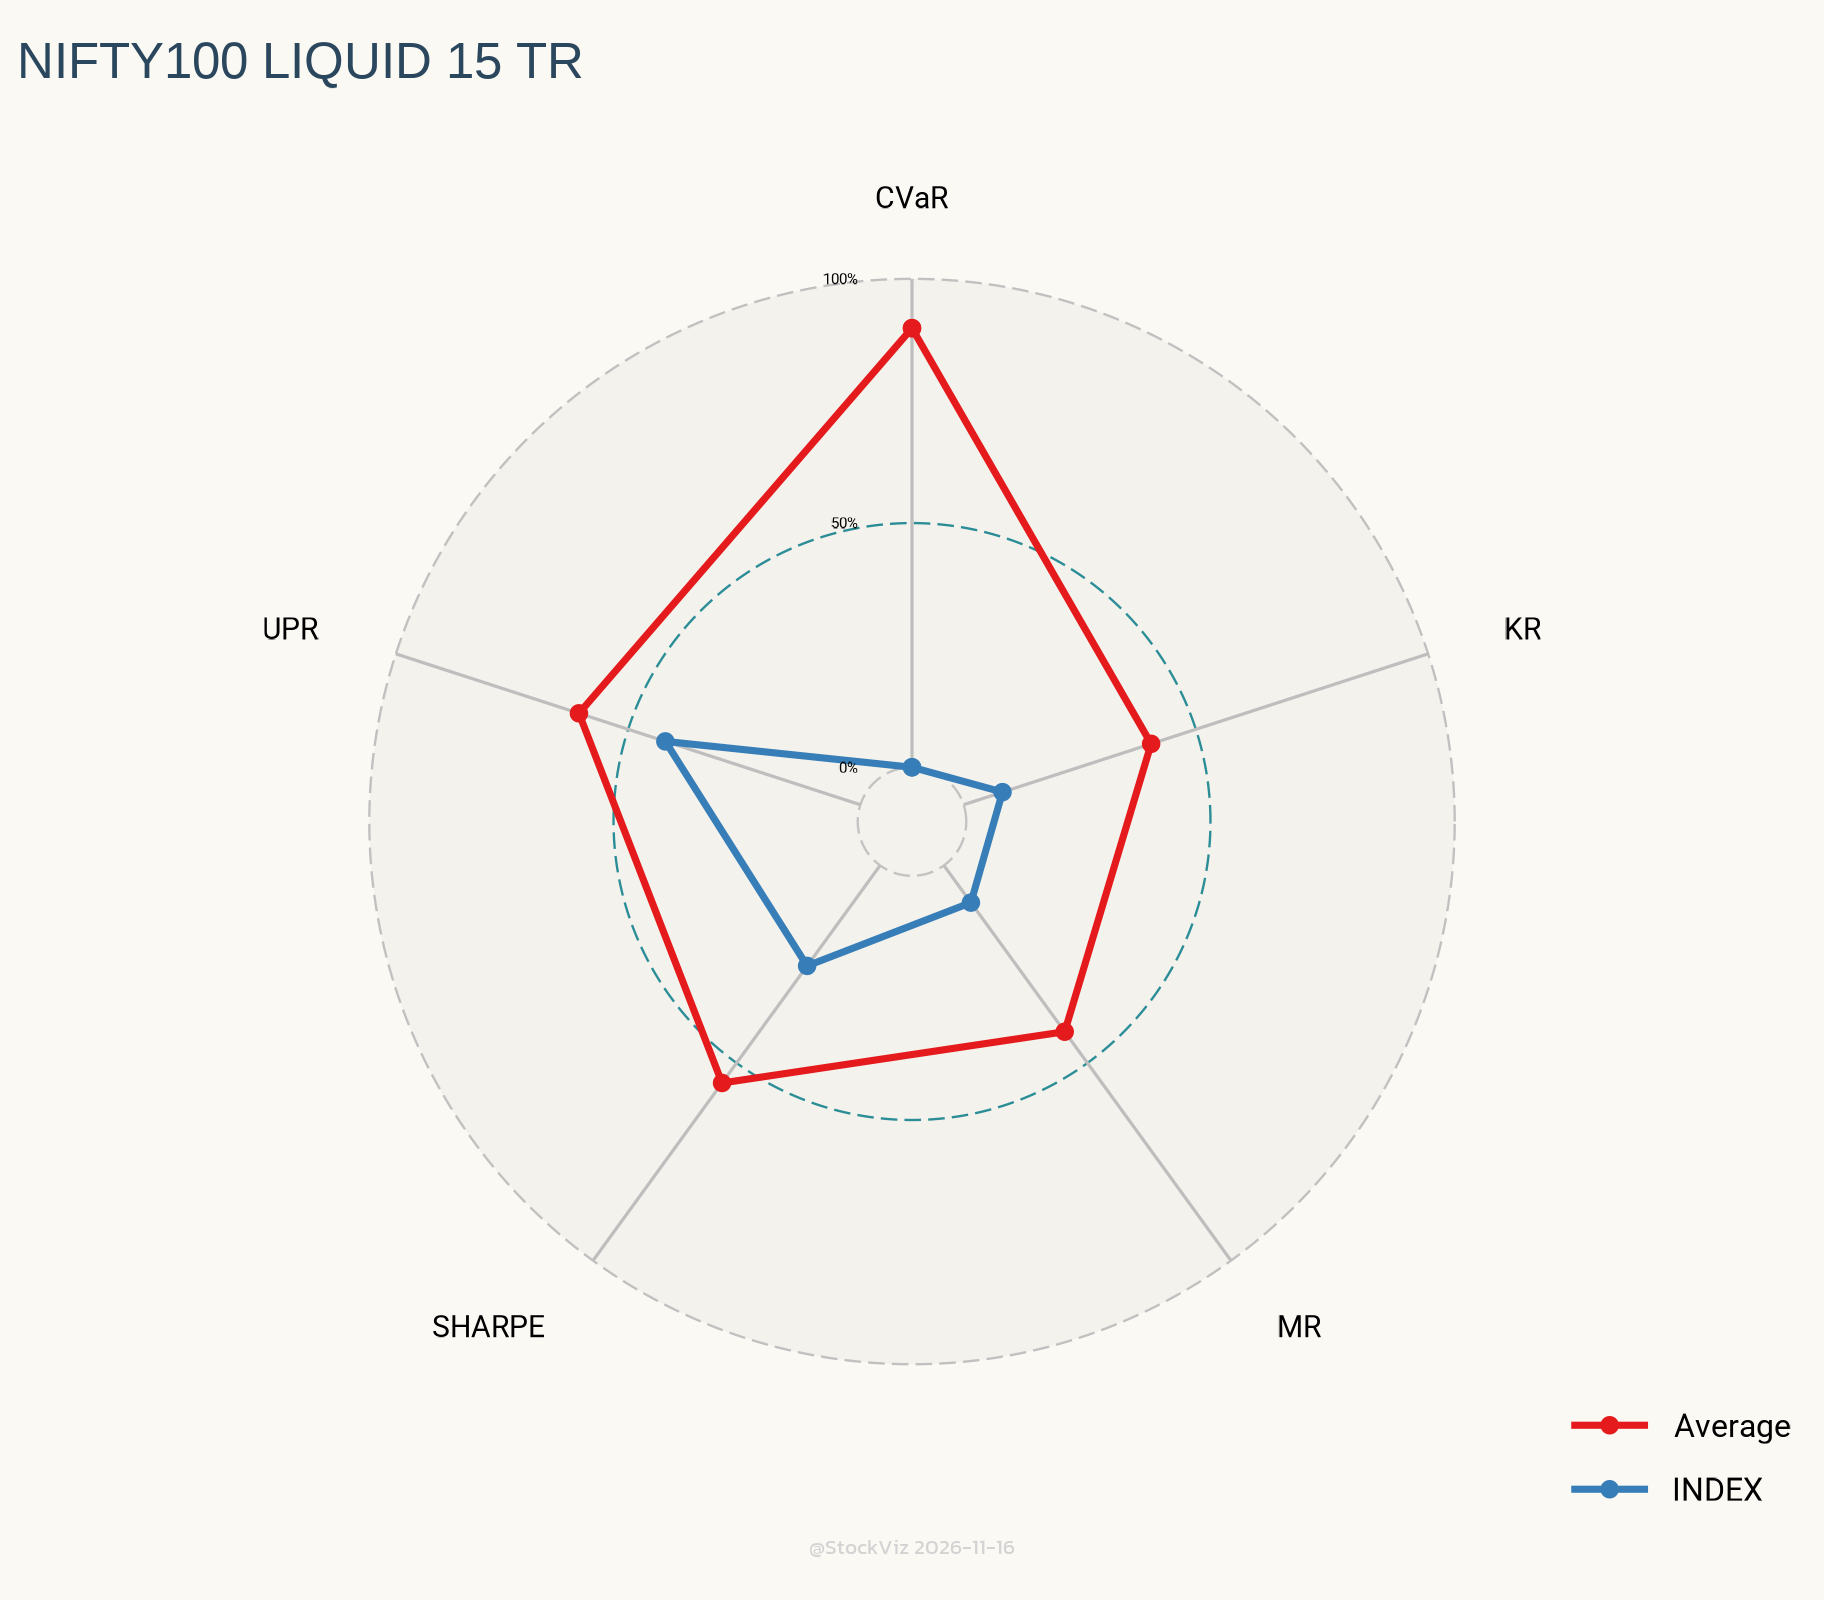 NIFTY100 LIQUID 15 TR
CVaR
100%
50%
UPR
KR
0%
SHARPE
MR
Average
INDEX
@StockViz 2026-11-16